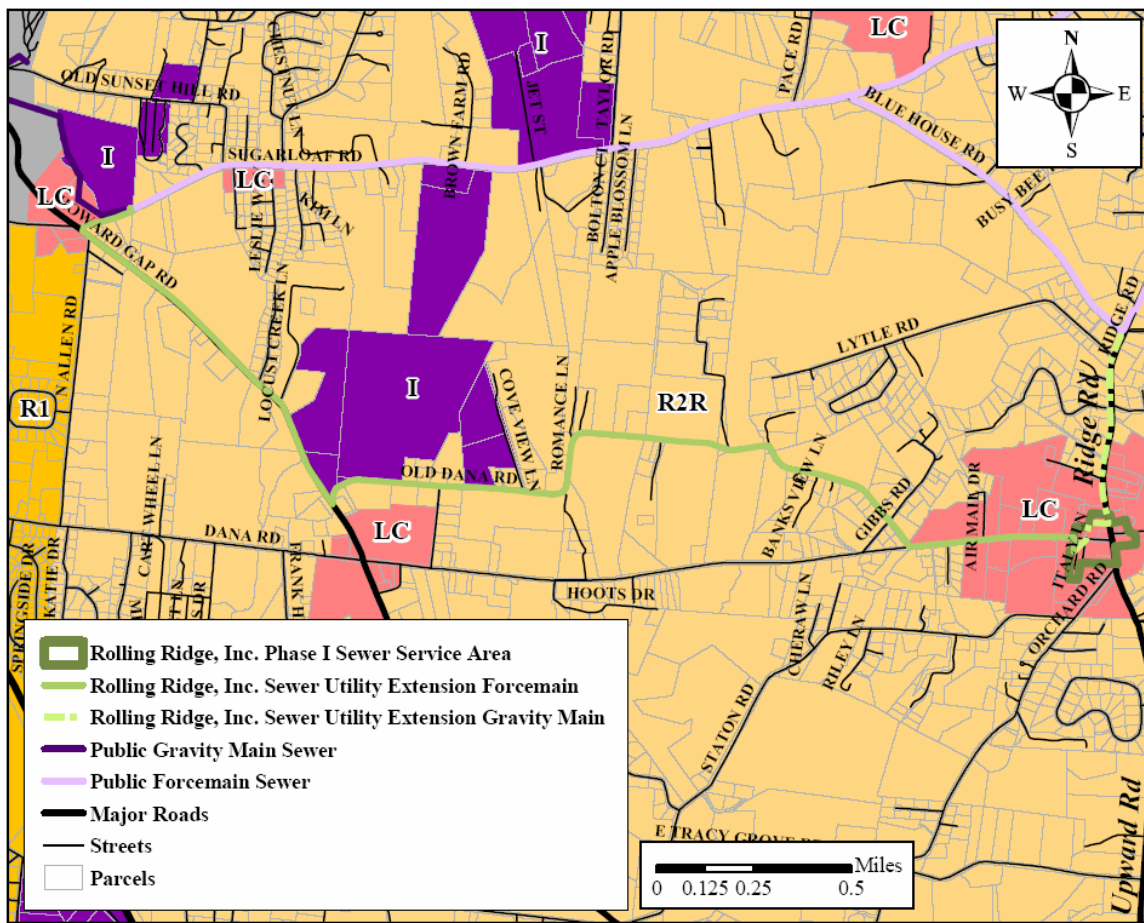 LC
I
N
W E
S
OLD SUNSET HILL RD
CHESTNUT LN
BROWN FARM RD
JET ST
TAYLOR RD
PACE RD
BLUE HOUSE RD
I
SUGARLOAF RD
LC
LC
KIM LN
BOLTON CT
APPLE BLOSSOM LN
BUSY BEE
N ALLEN RD
LOCUST CREEK LN
LYTLE RD
RIDGE RD
R1
I
COVE VIEW LN
ROMANCE LN
R2R
Ridge Rd
OLD DANA RD
BANKS VIEW LN
GIBBS RD
AIR MAIL DR
LC
LC
CART WHEEL LN
DANA RD
FRANK H
ITALY LN
ORCHARD RD
SPRINGSIDE DR
KATIE DR
HOOTS DR
CHERAW LN
RILEY LN
STATON RD
E TRACY GROVE
Upward Rd
Rolling Ridge, Inc. Phase I Sewer Service Area
Rolling Ridge, Inc. Sewer Utility Extension Forcemain
Rolling Ridge, Inc. Sewer Utility Extension Gravity Main
Public Gravity Main Sewer
Public Forcemain Sewer
Major Roads
Streets
Parcels
Miles
0 0.125 0.25 0.5